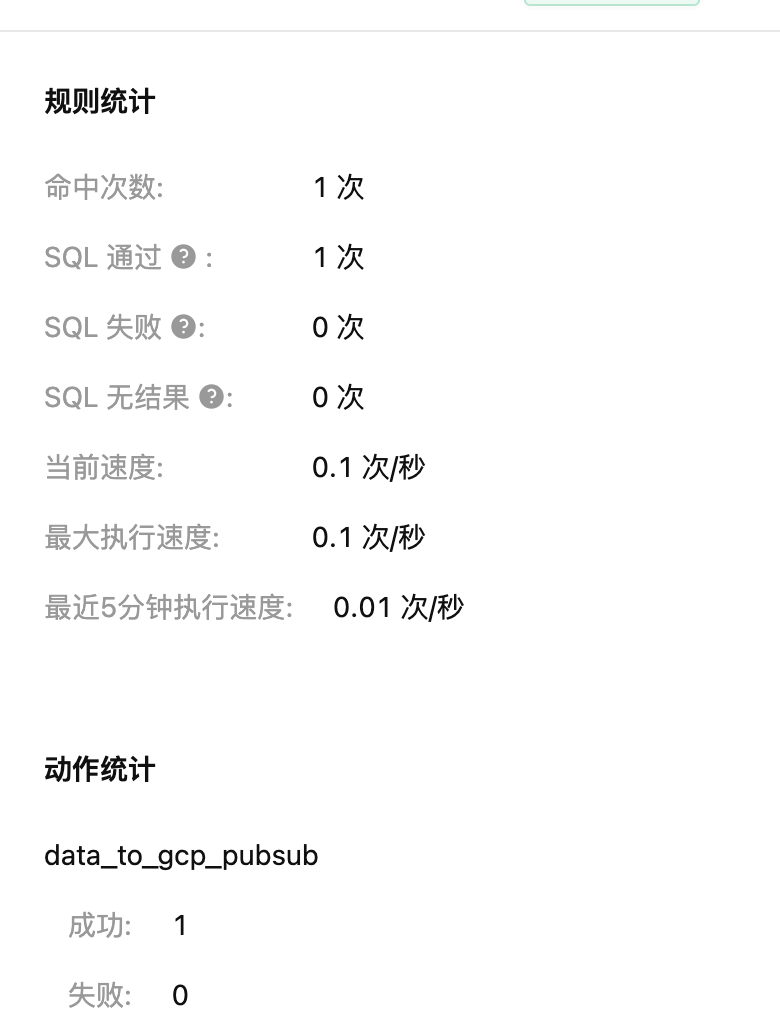 规则统计
命中次数: 1 次
SQL 通过 ? : 1 次
SQL 失败 ?: 0 次
SQL 无结果 ?: 0 次
当前速度: 0.1 次/秒
最大执行速度: 0.1 次/秒
最近5分钟执行速度: 0.01 次/秒
动作统计
data_to_gcp_pubsub
成功: 1
失败: 0